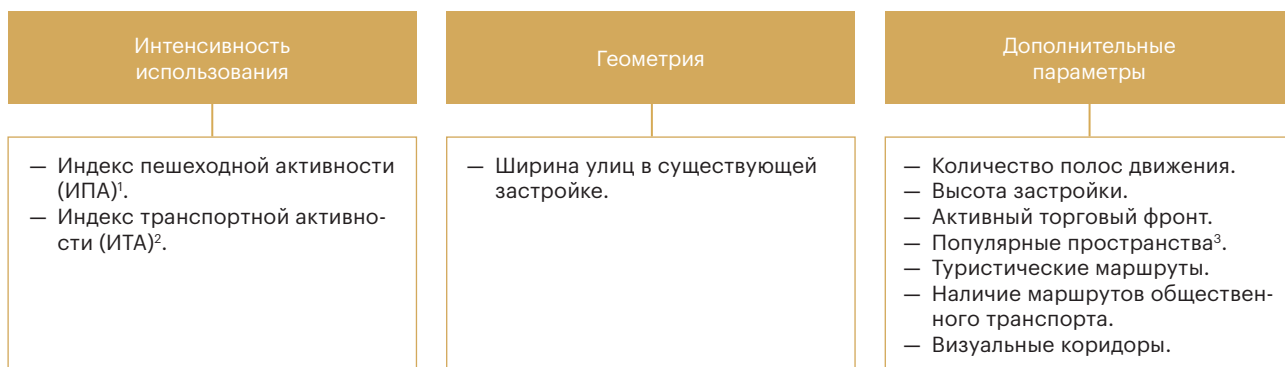 Интенсивность
использования
— Индекс пешеходной активности
(ИПА)¹.
— Индекс транспортной активно-
сти (ИТА)².
Геометрия
— Ширина улиц в существующей
застройке.
Дополнительные
параметры
— Количество полос движения.
— Высота застройки.
— Активный торговый фронт.
— Популярные пространства³.
— Туристические маршруты.
— Наличие маршрутов обществен-
ного транспорта.
— Визуальные коридоры.